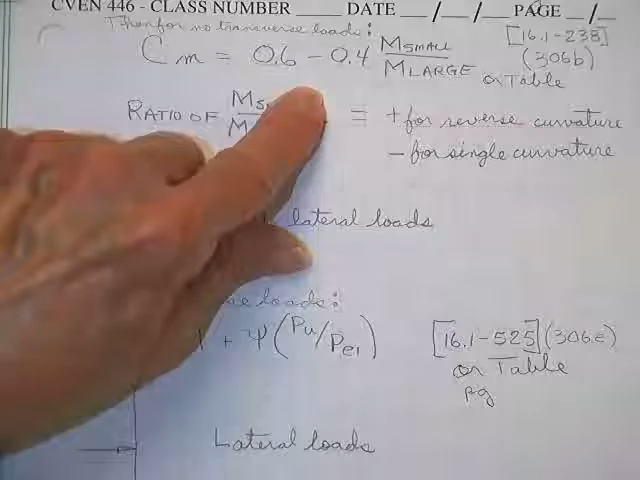 CVEN 446 - CLASS NUMBER ____ DATE __/__/__ PAGE __/__
Then for no transverse loads:
Cm = 0.6 - 0.4 MSMALL / MLARGE
[16.1-238]
(306b)
or Table
RATIO OF Ms / M ≡ + for reverse curvature
- for single curvature
lateral loads
loads:
+ ψ(Pu/Pe1)
[16.1-525](306e)
or Table
pg
Lateral loads